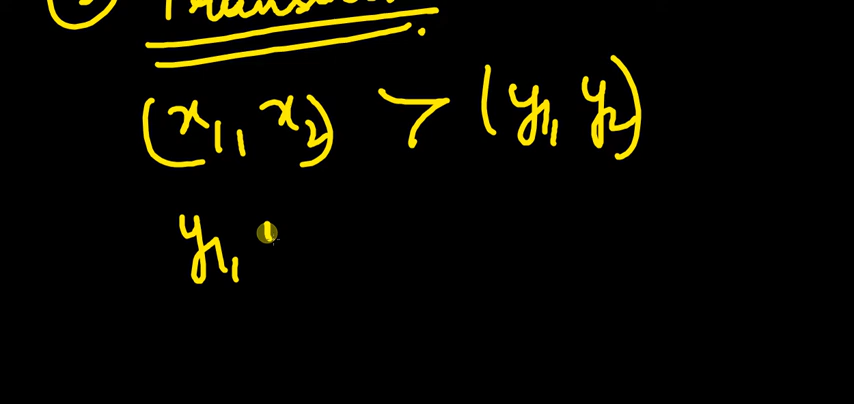 (x₁, x₂) > (y₁, y₂)
y₁,